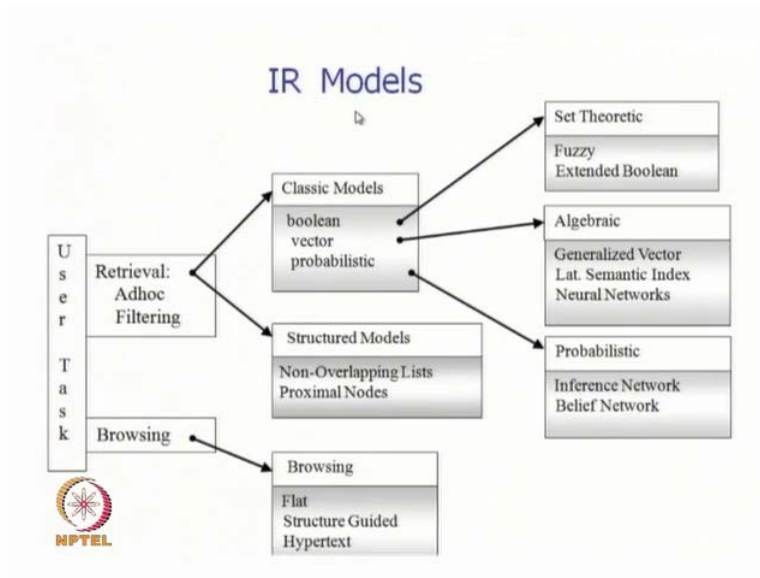 IR Models
User Task
Retrieval:
Adhoc
Filtering
Browsing
Classic Models
boolean
vector
probabilistic
Structured Models
Non-Overlapping Lists
Proximal Nodes
Browsing
Flat
Structure Guided
Hypertext
Set Theoretic
Fuzzy
Extended Boolean
Algebraic
Generalized Vector
Lat. Semantic Index
Neural Networks
Probabilistic
Inference Network
Belief Network
NPTEL